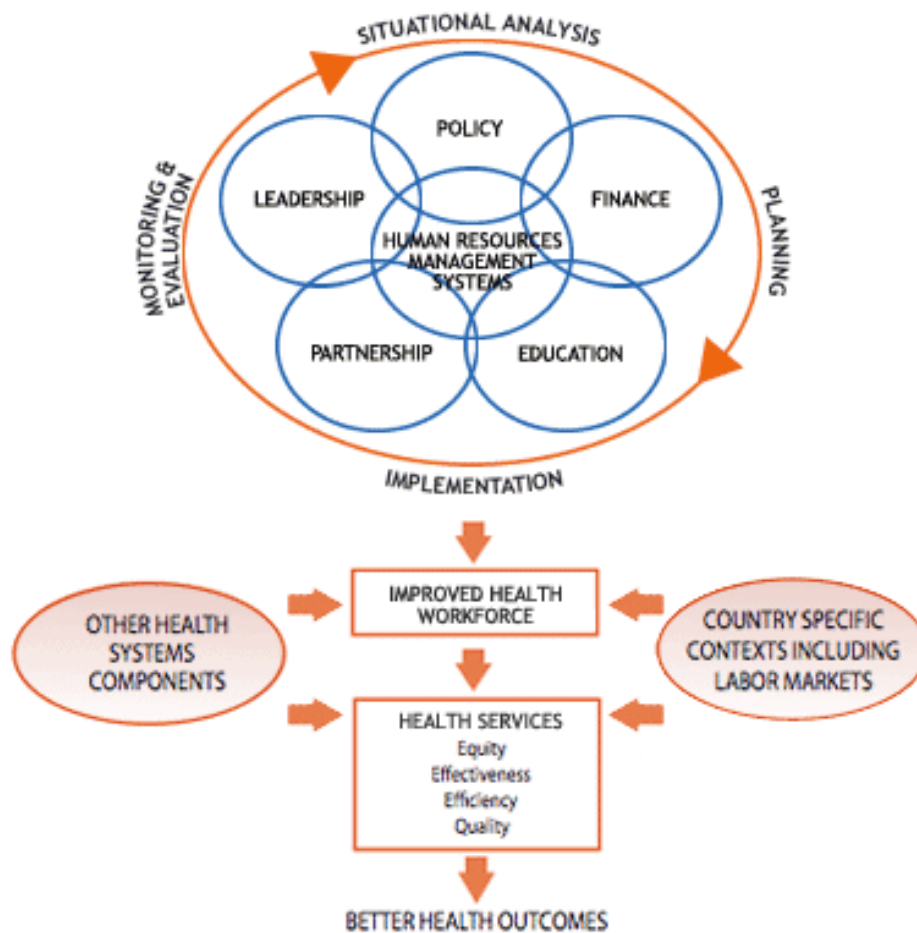 SITUATIONAL ANALYSIS
POLICY
LEADERSHIP
FINANCE
MONITORING &
EVALUATION
PLANNING
HUMAN RESOURCES
MANAGEMENT
SYSTEMS
PARTNERSHIP
EDUCATION
IMPLEMENTATION
IMPROVED HEALTH
WORKFORCE
OTHER HEALTH
SYSTEMS
COMPONENTS
COUNTRY SPECIFIC
CONTEXTS INCLUDING
LABOR MARKETS
HEALTH SERVICES
Equity
Effectiveness
Efficiency
Quality
BETTER HEALTH OUTCOMES